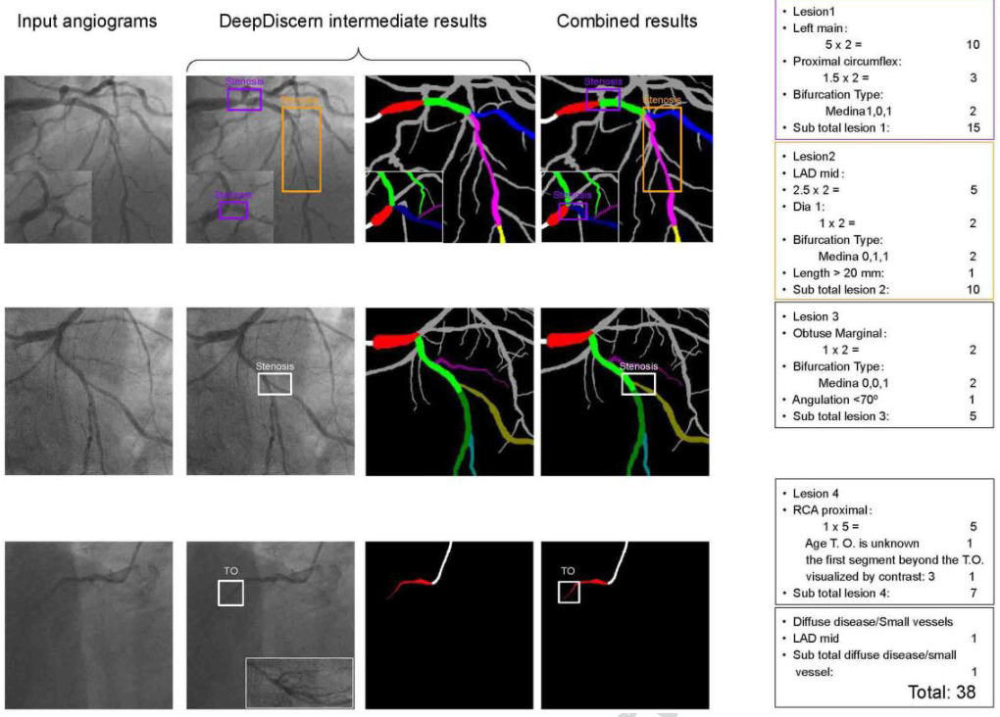 Input angiograms
DeepDiscern intermediate results
Combined results
Stenosis
Stenosis
Stenosis
Stenosis
Stenosis
Stenosis
Stenosis
Stenosis
TO
TO
• Lesion1
• Left main:
5 x 2 = 10
• Proximal circumflex:
1.5 x 2 = 3
• Bifurcation Type:
Medina1,0,1 2
• Sub total lesion 1: 15
• Lesion2
• LAD mid :
• 2.5 x 2 = 5
• Dia 1:
1 x 2 = 2
• Bifurcation Type:
Medina 0,1,1 2
• Length > 20 mm: 1
• Sub total lesion 2: 10
• Lesion 3
• Obtuse Marginal:
1 x 2 = 2
• Bifurcation Type:
Medina 0,0,1 2
• Angulation <70º 1
• Sub total lesion 3: 5
• Lesion 4
• RCA proximal:
1 x 5 = 5
Age T. O. is unknown 1
the first segment beyond the T.O.
visualized by contrast: 3 1
• Sub total lesion 4: 7
• Diffuse disease/Small vessels
• LAD mid 1
• Sub total diffuse disease/small
vessel: 1
Total: 38